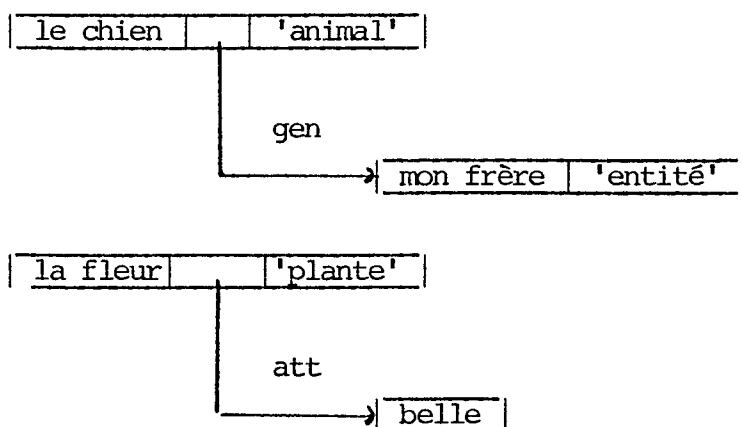 le chien 'animal'
gen
mon frère 'entité'
la fleur 'plante'
att
belle